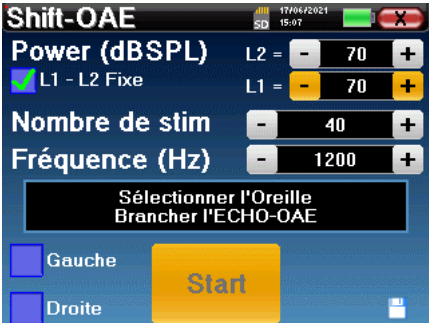 Shift-OAE SD 17/06/2021 15:07 X
Power (dBSPL) L2 = - 70 +
L1 - L2 Fixe L1 = - 70 +
Nombre de stim - 40 +
Fréquence (Hz) - 1200 +
Sélectionner l'Oreille
Brancher l'ECHO-OAE
Gauche
Start
Droite